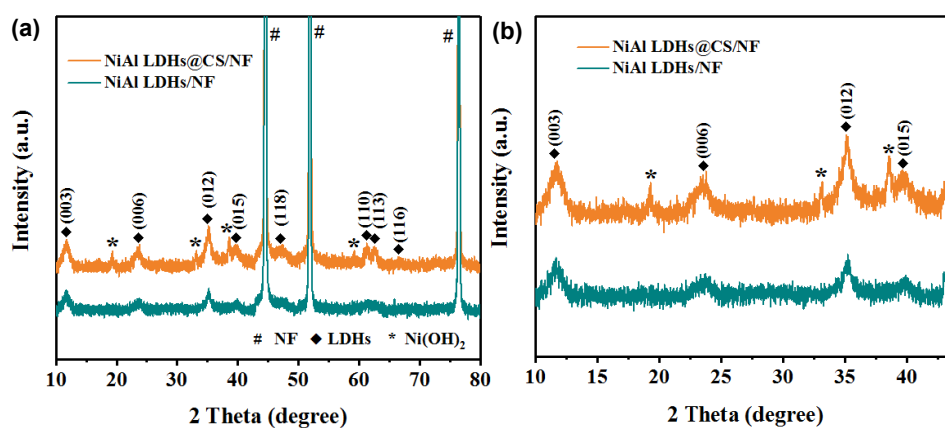 (a)
# # #
NiAl LDHs@CS/NF
NiAl LDHs/NF
Intensity (a.u.)
(003) * (006) * (012) * (015) (118) * (110) (113) (116)
# NF ◆ LDHs * Ni(OH)₂
10 20 30 40 50 60 70 80
2 Theta (degree)
(b)
NiAl LDHs@CS/NF
NiAl LDHs/NF
Intensity (a.u.)
(003) * (006) * (012) * (015)
10 15 20 25 30 35 40
2 Theta (degree)